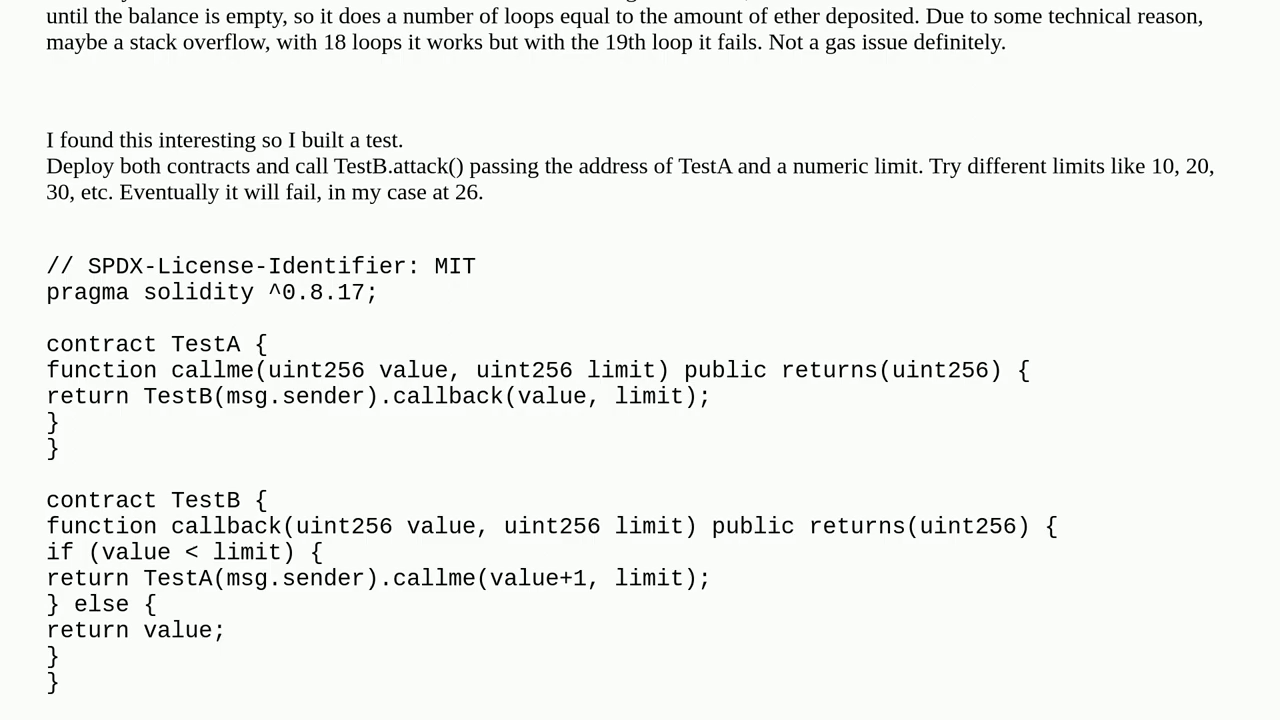 until the balance is empty, so it does a number of loops equal to the amount of ether deposited. Due to some technical reason,
maybe a stack overflow, with 18 loops it works but with the 19th loop it fails. Not a gas issue definitely.
I found this interesting so I built a test.
Deploy both contracts and call TestB.attack() passing the address of TestA and a numeric limit. Try different limits like 10, 20,
30, etc. Eventually it will fail, in my case at 26.
// SPDX-License-Identifier: MIT
pragma solidity ^0.8.17;
contract TestA {
function callme(uint256 value, uint256 limit) public returns(uint256) {
return TestB(msg.sender).callback(value, limit);
}
}
contract TestB {
function callback(uint256 value, uint256 limit) public returns(uint256) {
if (value < limit) {
return TestA(msg.sender).callme(value+1, limit);
} else {
return value;
}
}